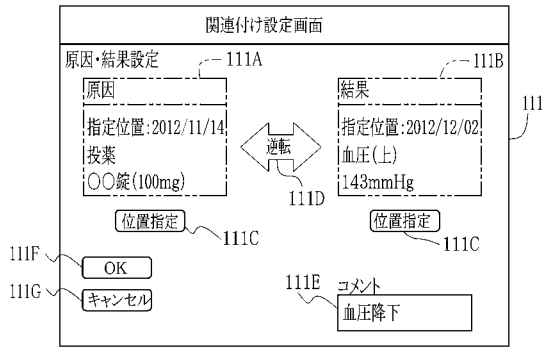 関連付け設定画面
原因・結果設定
111A
111B
原因
結果
111
指定位置:2012/11/14
指定位置:2012/12/02
投薬
逆転
血圧(上)
〇〇錠(100mg)
111D
143mmHg
位置指定
111C
位置指定
111C
111F
OK
111G
キャンセル
111E
コメント
血圧降下